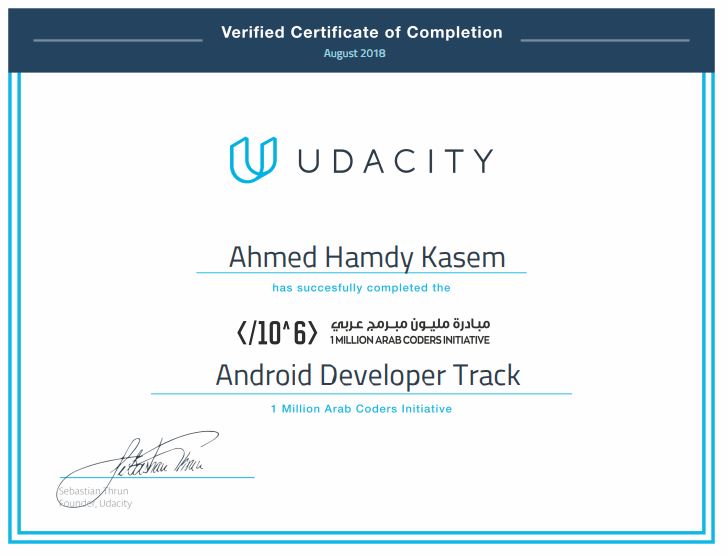 Verified Certificate of Completion
August 2018
UDACITY
Ahmed Hamdy Kasem
has succesfully completed the
</10^6> مبادرة مليون مبرمج عربي
1 MILLION ARAB CODERS INITIATIVE
Android Developer Track
1 Million Arab Coders Initiative
Sebastian Thrun
Sebastian Thrun
Founder, Udacity